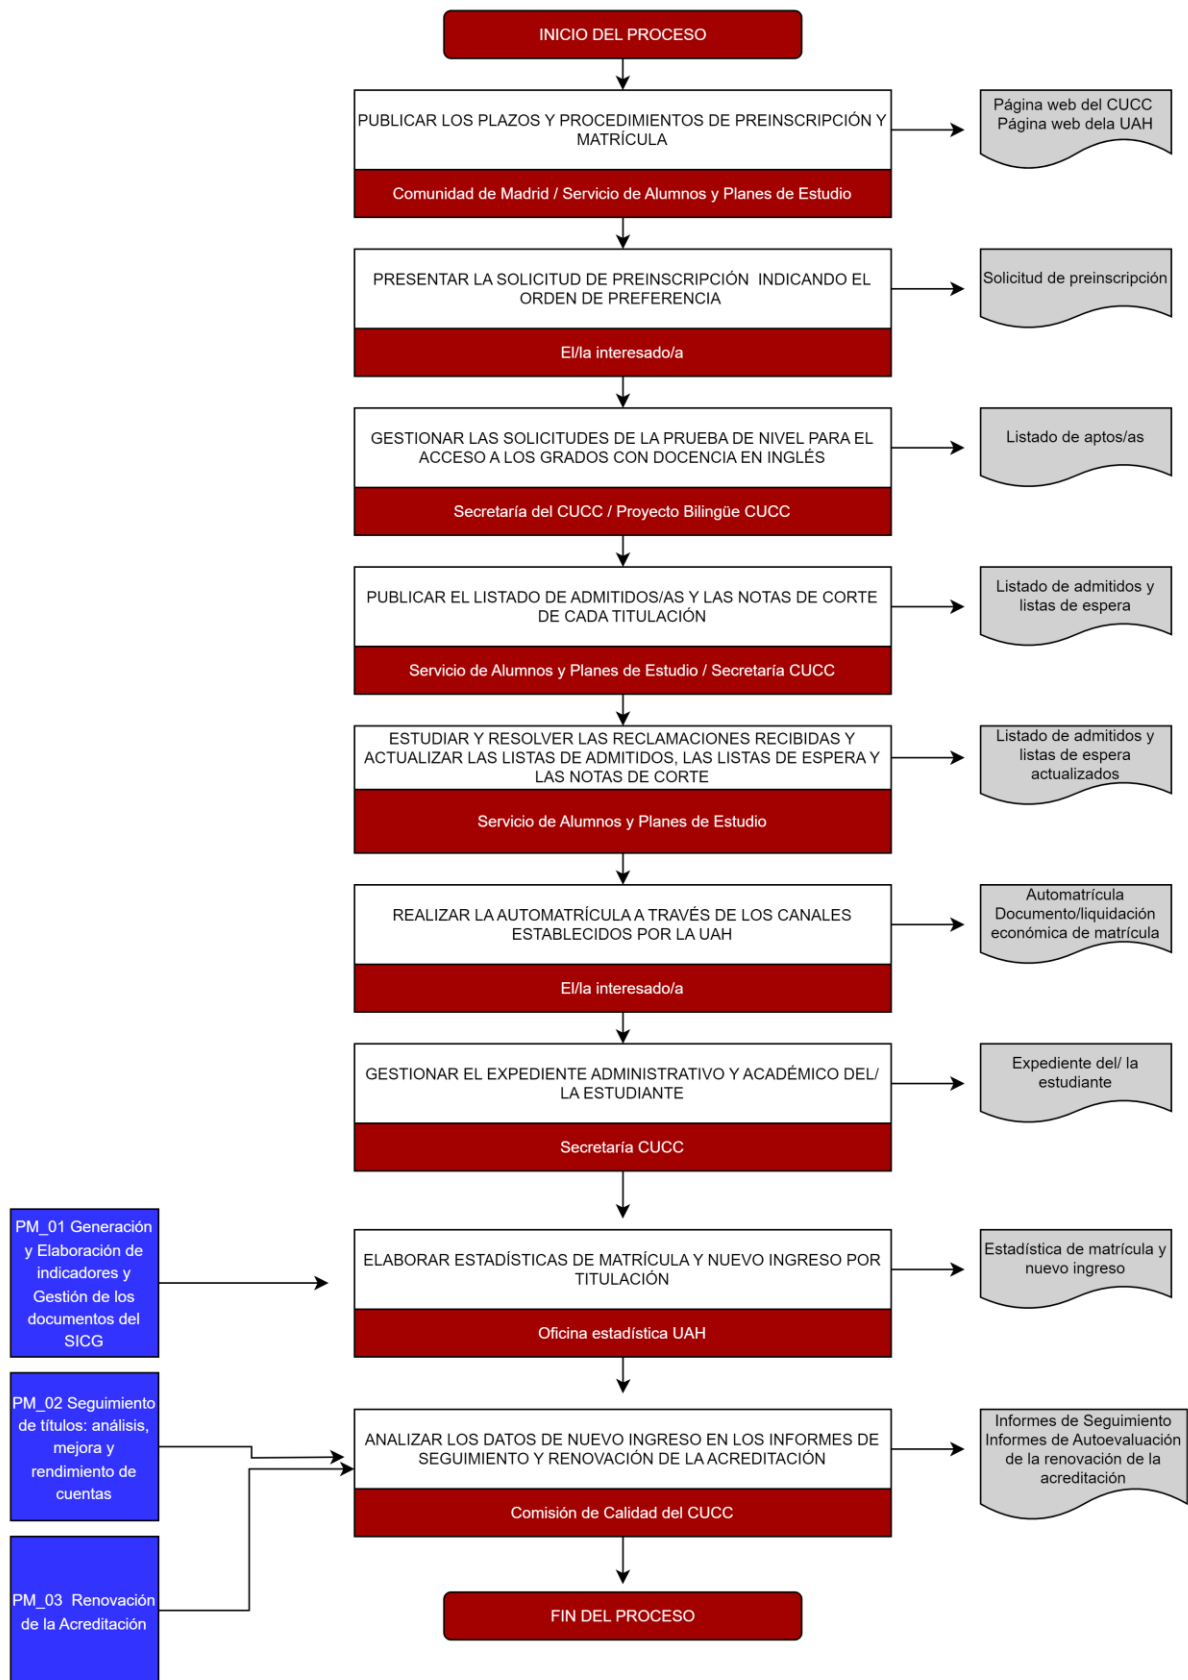 INICIO DEL PROCESO
PUBLICAR LOS PLAZOS Y PROCEDIMIENTOS DE PREINSCRIPCIÓN Y
MATRÍCULA
Comunidad de Madrid / Servicio de Alumnos y Planes de Estudio
Página web del CUCC
Página web dela UAH
PRESENTAR LA SOLICITUD DE PREINSCRIPCIÓN INDICANDO EL
ORDEN DE PREFERENCIA
El/la interesado/a
Solicitud de preinscripción
GESTIONAR LAS SOLICITUDES DE LA PRUEBA DE NIVEL PARA EL
ACCESO A LOS GRADOS CON DOCENCIA EN INGLÉS
Secretaría del CUCC / Proyecto Bilingüe CUCC
Listado de aptos/as
PUBLICAR EL LISTADO DE ADMITIDOS/AS Y LAS NOTAS DE CORTE
DE CADA TITULACIÓN
Servicio de Alumnos y Planes de Estudio / Secretaría CUCC
Listado de admitidos y
listas de espera
ESTUDIAR Y RESOLVER LAS RECLAMACIONES RECIBIDAS Y
ACTUALIZAR LAS LISTAS DE ADMITIDOS, LAS LISTAS DE ESPERA Y
LAS NOTAS DE CORTE
Servicio de Alumnos y Planes de Estudio
Listado de admitidos y
listas de espera
actualizados
REALIZAR LA AUTOMATRÍCULA A TRAVÉS DE LOS CANALES
ESTABLECIDOS POR LA UAH
El/la interesado/a
Automatrícula
Documento/liquidación
económica de matrícula
GESTIONAR EL EXPEDIENTE ADMINISTRATIVO Y ACADÉMICO DEL/
LA ESTUDIANTE
Secretaría CUCC
Expediente del/ la
estudiante
PM_01 Generación
y Elaboración de
indicadores y
Gestión de los
documentos del
SICG
ELABORAR ESTADÍSTICAS DE MATRÍCULA Y NUEVO INGRESO POR
TITULACIÓN
Oficina estadística UAH
Estadística de matrícula y
nuevo ingreso
PM_02 Seguimiento
de títulos: análisis,
mejora y
rendimiento de
cuentas
ANALIZAR LOS DATOS DE NUEVO INGRESO EN LOS INFORMES DE
SEGUIMIENTO Y RENOVACIÓN DE LA ACREDITACIÓN
Comisión de Calidad del CUCC
Informes de Seguimiento
Informes de Autoevaluación
de la renovación de la
acreditación
PM_03 Renovación
de la Acreditación
FIN DEL PROCESO